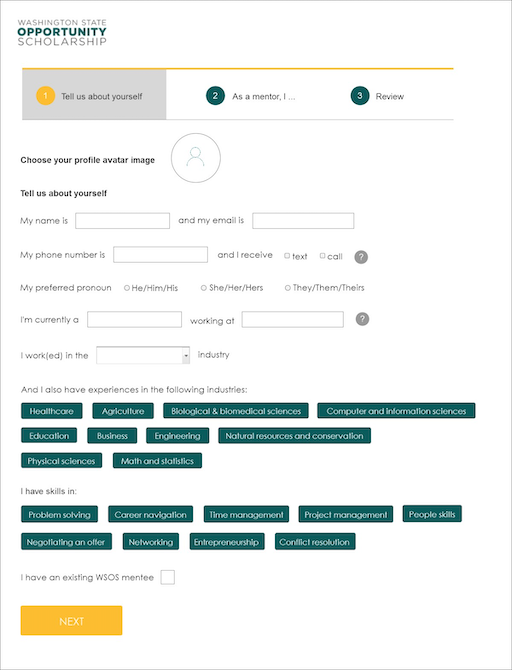 WASHINGTON STATE
OPPORTUNITY
SCHOLARSHIP
1 Tell us about yourself 2 As a mentor, I ... 3 Review
Choose your profile avatar image
Tell us about yourself
My name is and my email is
My phone number is and I receive text call ?
My preferred pronoun He/Him/His She/Her/Hers They/Them/Theirs
I'm currently a working at ?
I work(ed) in the industry
And I also have experiences in the following industries:
Healthcare Agriculture Biological & biomedical sciences Computer and information sciences
Education Business Engineering Natural resources and conservation
Physical sciences Math and statistics
I have skills in:
Problem solving Career navigation Time management Project management People skills
Negotiating an offer Networking Entrepreneurship Conflict resolution
I have an existing WSOS mentee
NEXT